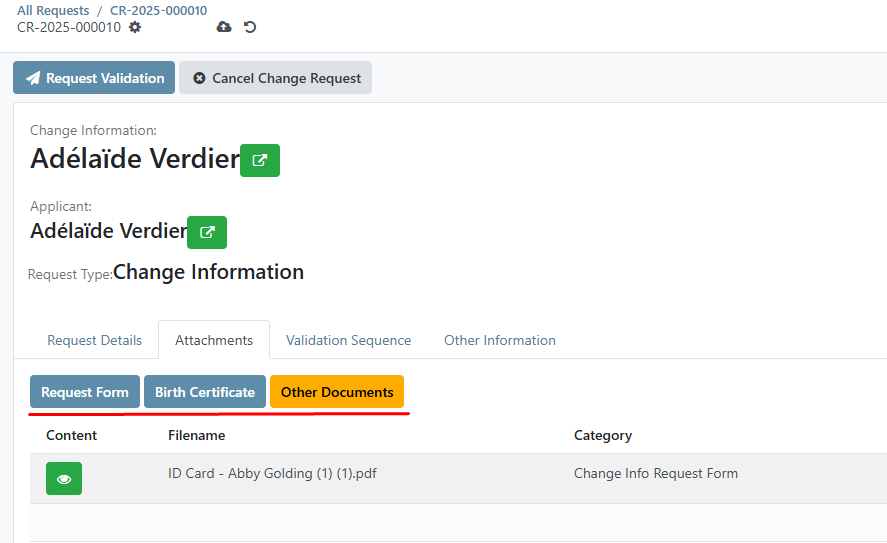 All Requests / CR-2025-000010
CR-2025-000010
Request Validation Cancel Change Request
Change Information:
Adélaïde Verdier
Applicant:
Adélaïde Verdier
Request Type:Change Information
Request Details Attachments Validation Sequence Other Information
Request Form Birth Certificate Other Documents
Content Filename Category
ID Card - Abby Golding (1) (1).pdf Change Info Request Form